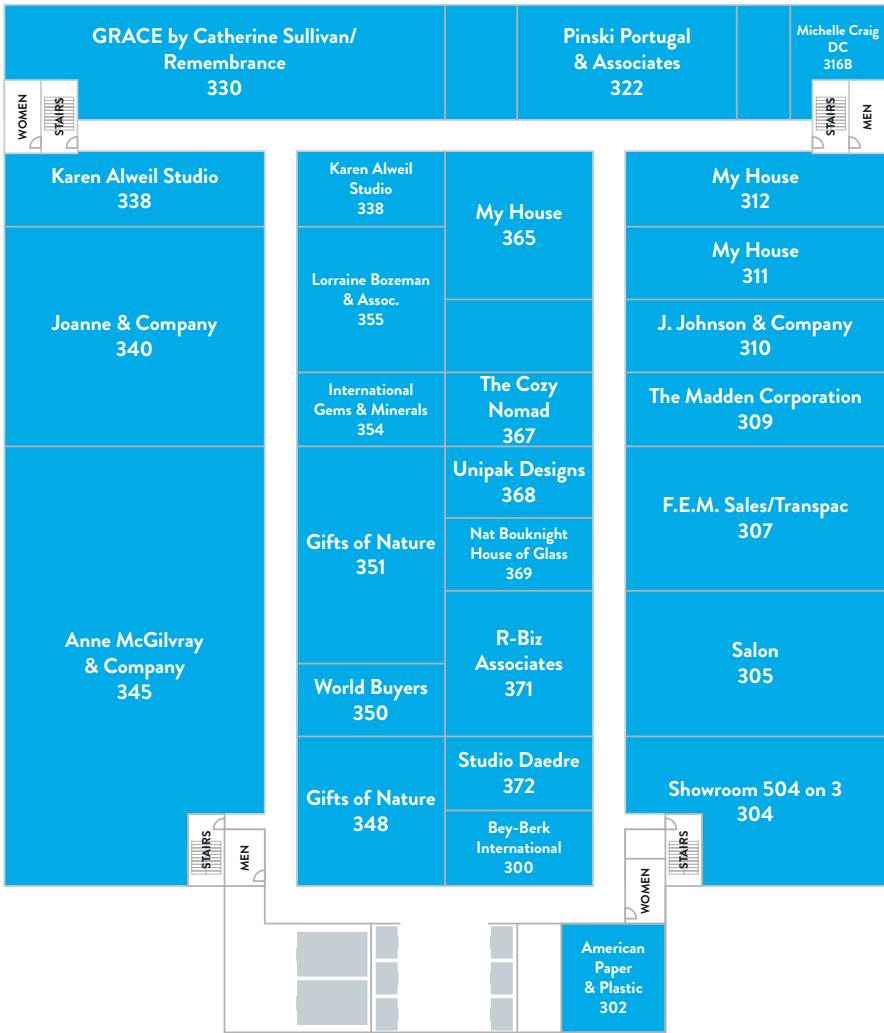 GRACE by Catherine Sullivan/
Remembrance
330
Pinski Portugal
& Associates
322
Michelle Craig
DC
316B
WOMEN
STAIRS
STAIRS
MEN
Karen Alweil Studio
338
Karen Alweil
Studio
338
My House
365
My House
312
My House
311
Joanne & Company
340
Lorraine Bozeman
& Assoc.
355
J. Johnson & Company
310
International
Gems & Minerals
354
The Cozy
Nomad
367
The Madden Corporation
309
Anne McGilvray
& Company
345
Gifts of Nature
351
Unipak Designs
368
Nat Bouknight
House of Glass
369
F.E.M. Sales/Transpac
307
R-Biz
Associates
371
Salon
305
World Buyers
350
Gifts of Nature
348
Studio Daedre
372
Bey-Berk
International
300
Showroom 504 on 3
304
STAIRS
MEN
WOMEN
STAIRS
American
Paper
& Plastic
302